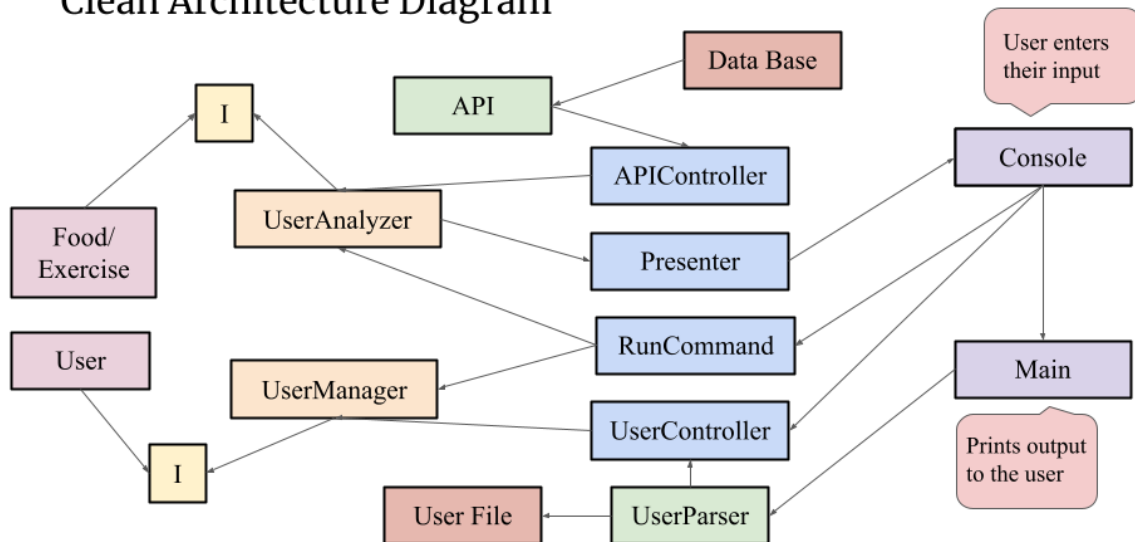 Clean Architecture Diagram
Data Base
User enters
their input
I
API
Console
APIController
UserAnalyzer
Food/
Exercise
Presenter
RunCommand
User
Main
UserManager
UserController
Prints output
to the user
I
User File
UserParser